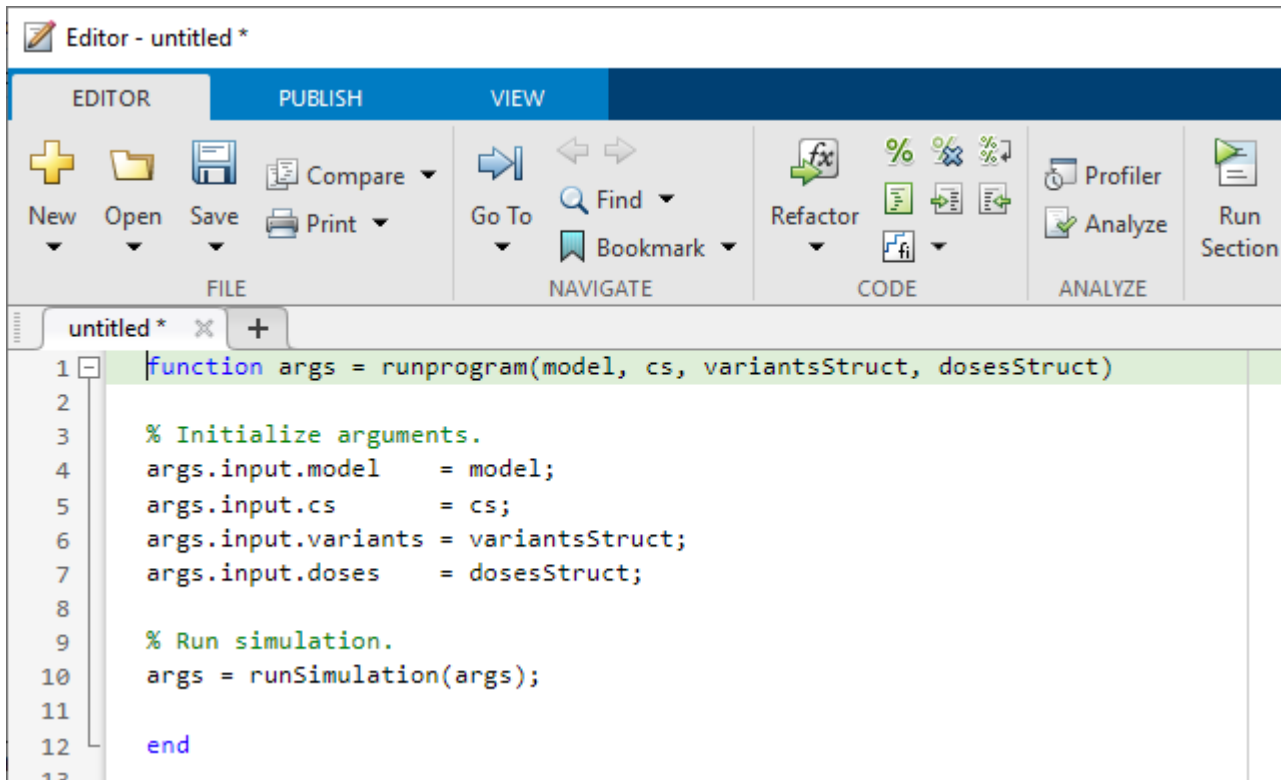 Editor - untitled *
EDITOR PUBLISH VIEW
New Open Save Compare Print
Go To Find Bookmark
Refactor fx % % % fi
Profiler Analyze
Run Section
FILE NAVIGATE CODE ANALYZE
untitled * +
1 function args = runprogram(model, cs, variantsStruct, dosesStruct)
2
3 % Initialize arguments.
4 args.input.model    = model;
5 args.input.cs       = cs;
6 args.input.variants = variantsStruct;
7 args.input.doses    = dosesStruct;
8
9 % Run simulation.
10 args = runSimulation(args);
11
12 end
13